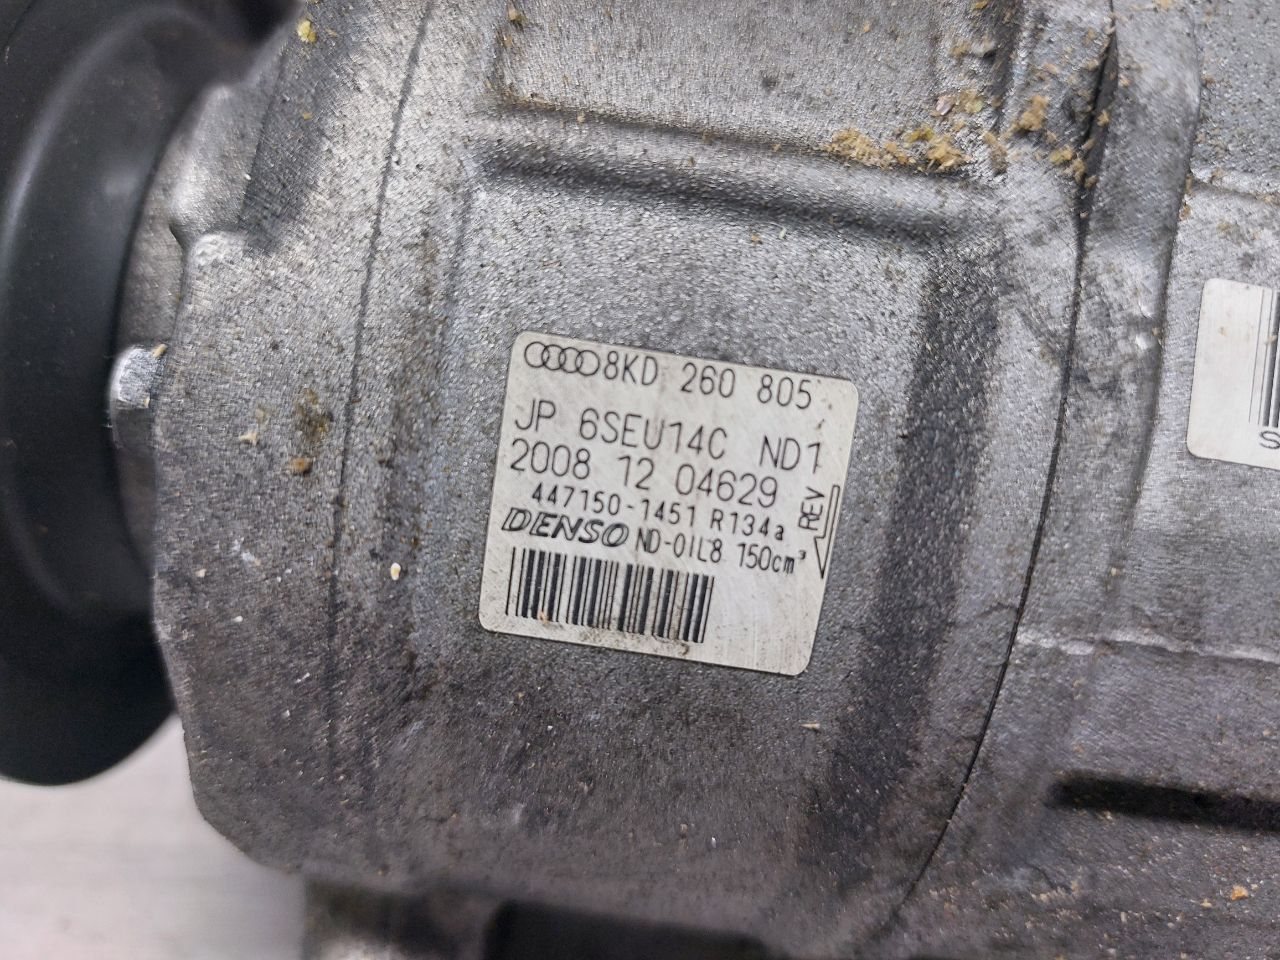 8KD 260 805
JP 6SEU14C ND1
2008 12 04629
447150-1451 R134a
DENSO ND-OIL8 150cm³
REV
S